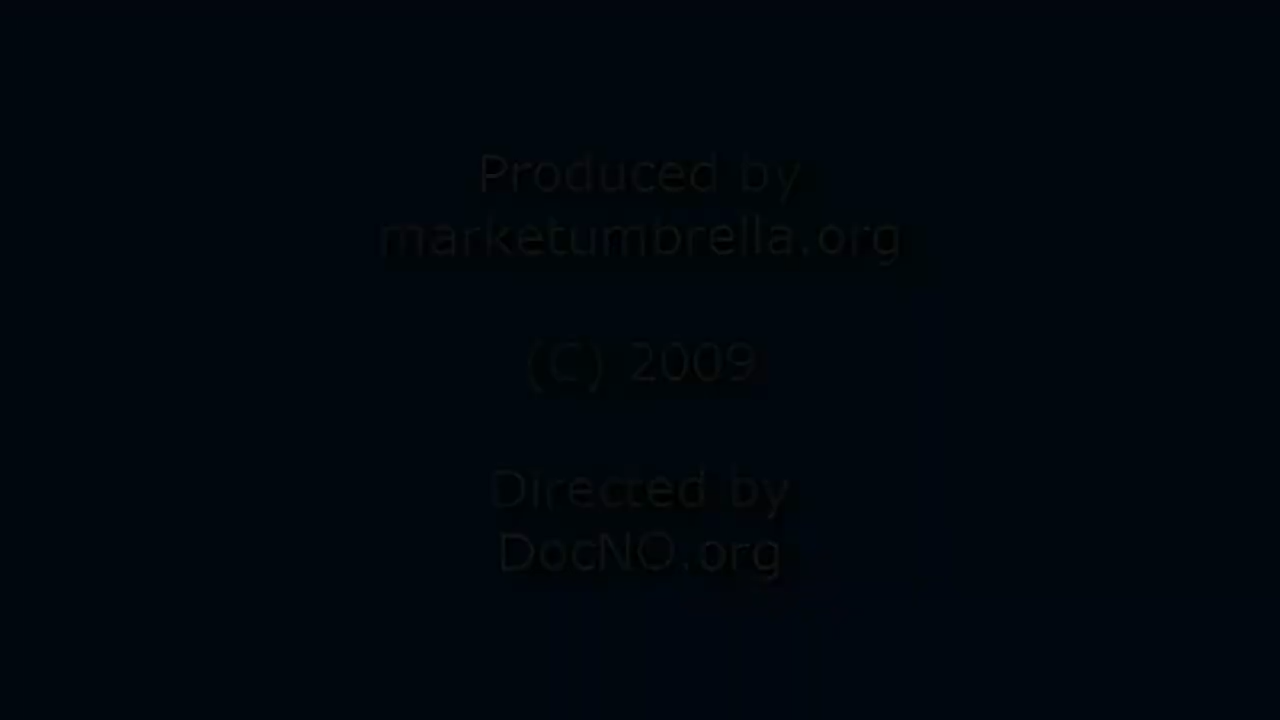 Produced by
marketumbrella.org
(C) 2009
Directed by
DocNO.org